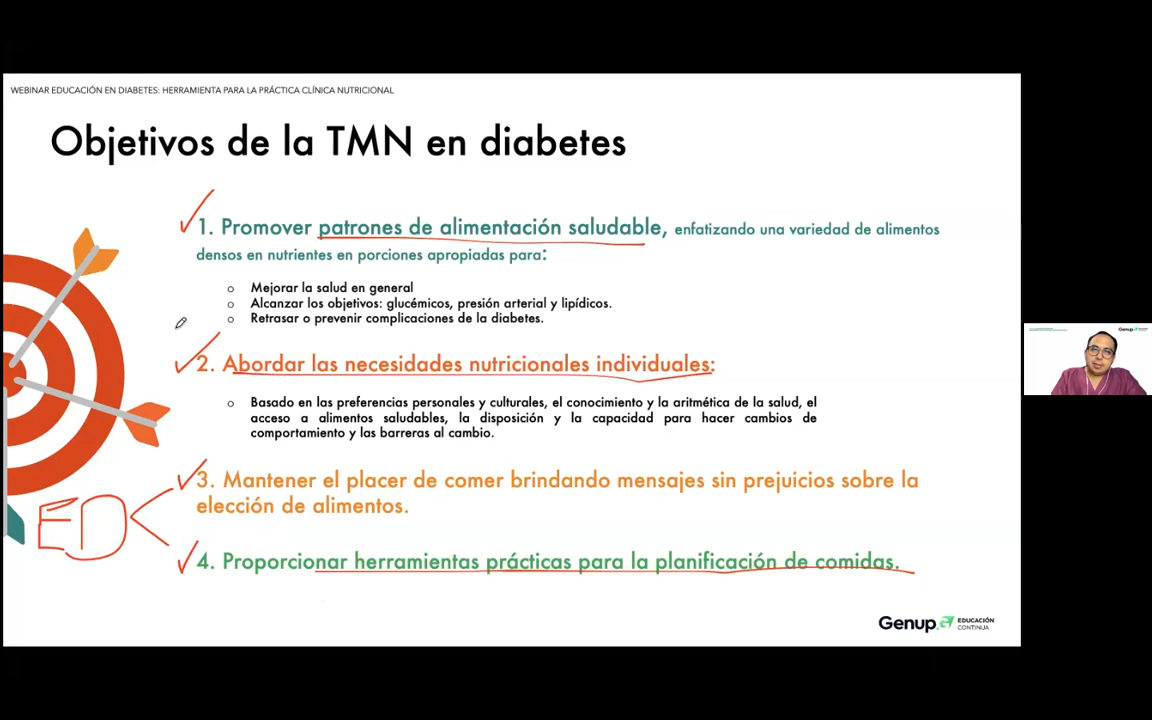 WEBINAR EDUCACIÓN EN DIABETES: HERRAMIENTA PARA LA PRÁCTICA CLÍNICA NUTRICIONAL
Objetivos de la TMN en diabetes
1. Promover patrones de alimentación saludable, enfatizando una variedad de alimentos
densos en nutrientes en porciones apropiadas para:
o Mejorar la salud en general
o Alcanzar los objetivos: glucémicos, presión arterial y lipídicos.
o Retrasar o prevenir complicaciones de la diabetes.
2. Abordar las necesidades nutricionales individuales:
o Basado en las preferencias personales y culturales, el conocimiento y la aritmética de la salud, el
acceso a alimentos saludables, la disposición y la capacidad para hacer cambios de
comportamiento y las barreras al cambio.
3. Mantener el placer de comer brindando mensajes sin prejuicios sobre la
elección de alimentos.
ED
4. Proporcionar herramientas prácticas para la planificación de comidas.
Genup EDUCACIÓN
CONTINUA
Genup